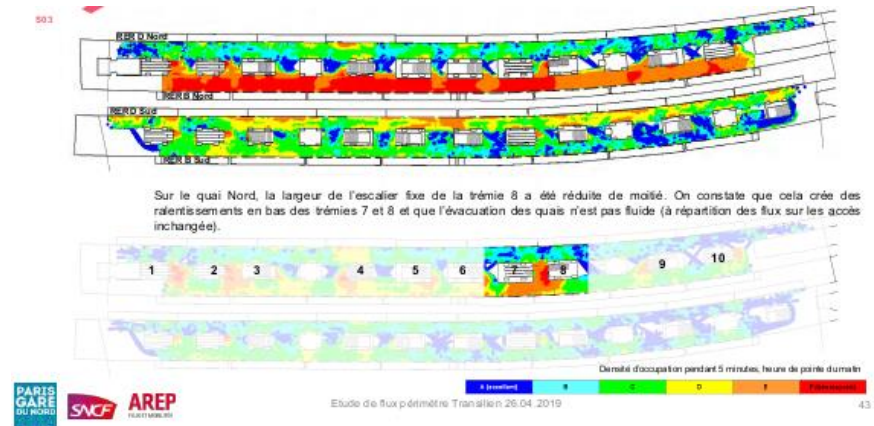 S03
RER D Nord
RER B Nord
RER D Sud
RER B Sud
Sur le quai Nord, la largeur de l'escalier fixe de la trémie 8 a été réduite de moitié. On constate que cela crée des
ralentissements en bas des trémies 7 et 8 et que l'évacuation des quais n'est pas fluide (à répartition des flux sur les accès
inchangée).
1 2 3 4 5 6 7 8 9 10
Densité d'occupation pendant 5 minutes, heure de pointe du matin
A (excellent) B C D E
PARIS
GARE
DU NORD
SNCF
AREP
Etude de flux périmètre Transilien 26.04.2019
43